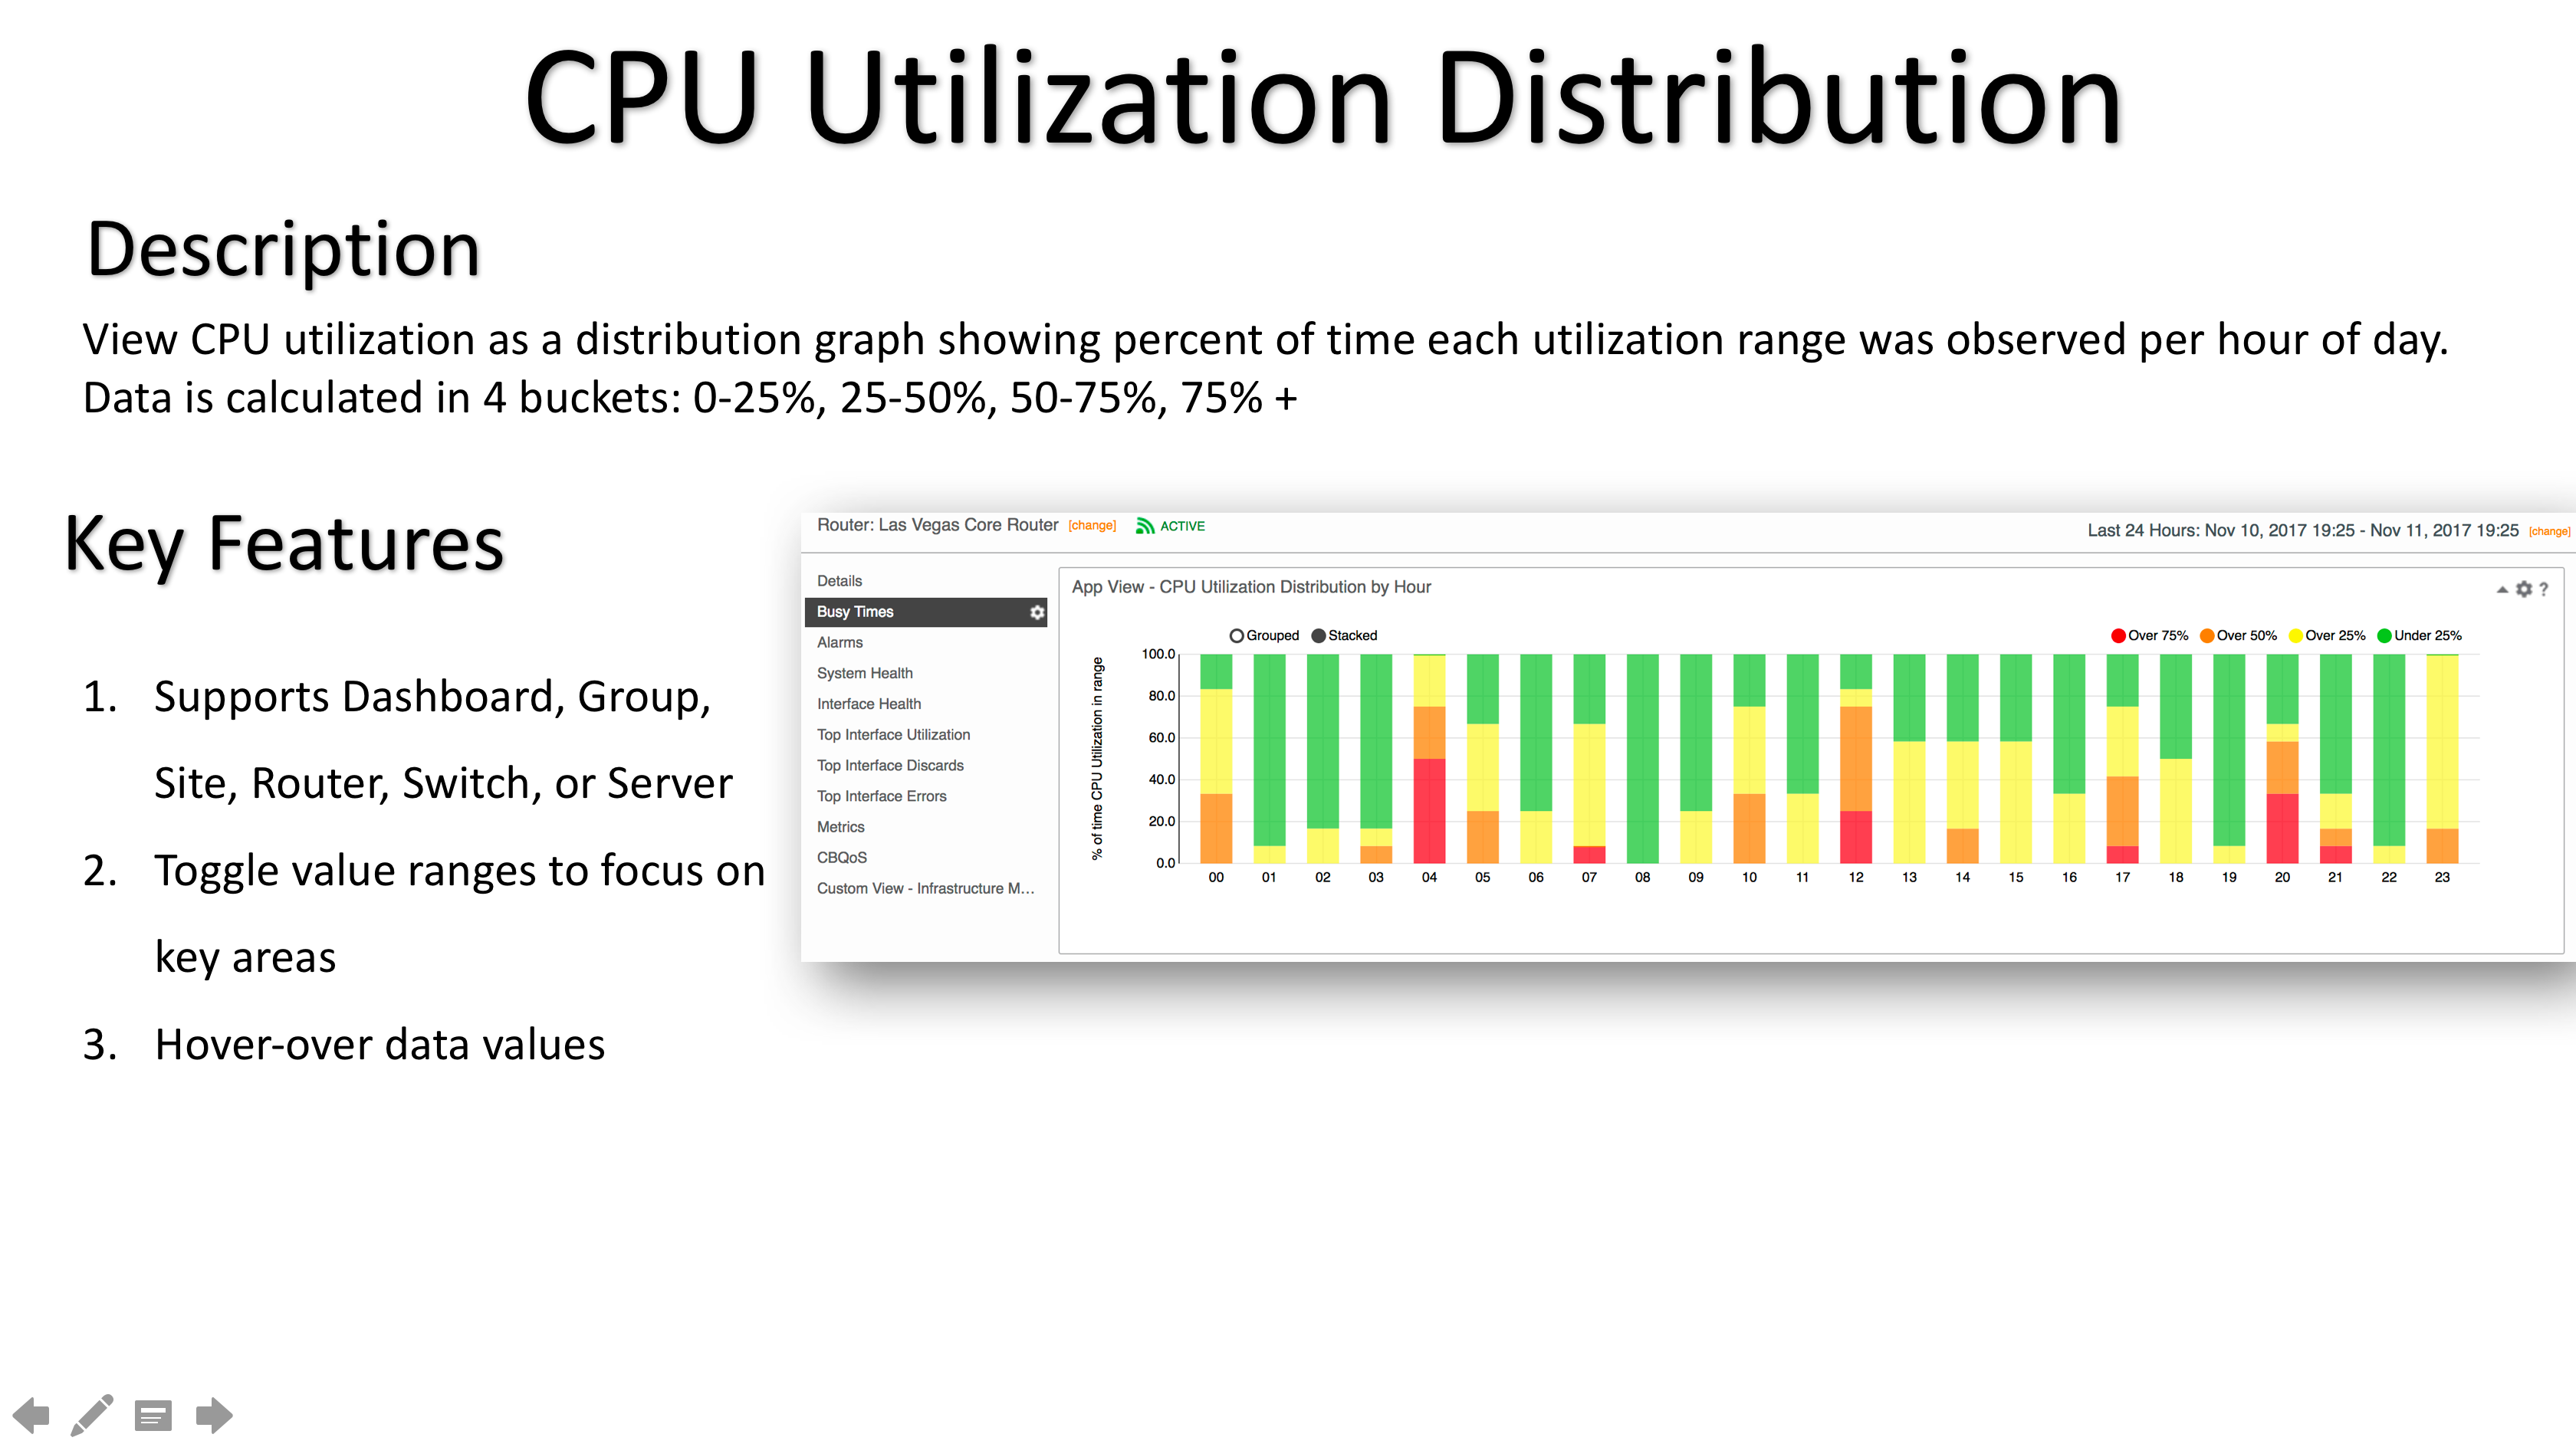 CPU Utilization Distribution
Description
View CPU utilization as a distribution graph showing percent of time each utilization range was observed per hour of day.
Data is calculated in 4 buckets: 0-25%, 25-50%, 50-75%, 75% +
Key Features
1. Supports Dashboard, Group,
Site, Router, Switch, or Server
2. Toggle value ranges to focus on
key areas
3. Hover-over data values
Router: Las Vegas Core Router [change] ACTIVE
Last 24 Hours: Nov 10, 2017 19:25 - Nov 11, 2017 19:25 [change]
Details
Busy Times
Alarms
System Health
Interface Health
Top Interface Utilization
Top Interface Discards
Top Interface Errors
Metrics
CBQoS
Custom View - Infrastructure M...
App View - CPU Utilization Distribution by Hour
?
Grouped Stacked
Over 75% Over 50% Over 25% Under 25%
% of time CPU Utilization in range
100.0
80.0
60.0
40.0
20.0
0.0
00 01 02 03 04 05 06 07 08 09 10 11 12 13 14 15 16 17 18 19 20 21 22 23